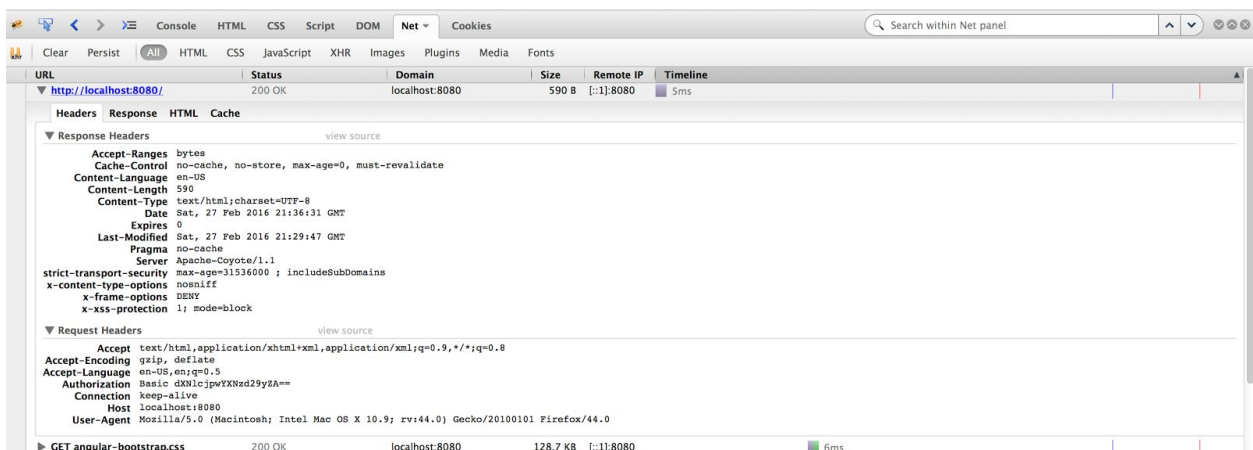 Console HTML CSS Script DOM Net Cookies Search within Net panel
Clear Persist All HTML CSS JavaScript XHR Images Plugins Media Fonts
URL Status Domain Size Remote IP Timeline
http://localhost:8080/ 200 OK localhost:8080 590 B [::1]:8080 5ms
Headers Response HTML Cache
Response Headers view source
Accept-Ranges bytes
Cache-Control no-cache, no-store, max-age=0, must-revalidate
Content-Language en-US
Content-Length 590
Content-Type text/html;charset=UTF-8
Date Sat, 27 Feb 2016 21:36:31 GMT
Expires 0
Last-Modified Sat, 27 Feb 2016 21:29:47 GMT
Pragma no-cache
Server Apache-Coyote/1.1
strict-transport-security max-age=31536000 ; includeSubDomains
x-content-type-options nosniff
x-frame-options DENY
x-xss-protection 1; mode=block
Request Headers view source
Accept text/html,application/xhtml+xml,application/xml;q=0.9,*/*;q=0.8
Accept-Encoding gzip, deflate
Accept-Language en-US,en;q=0.5
Authorization Basic dXNlcjpwYXNzd29yZA==
Connection keep-alive
Host localhost:8080
User-Agent Mozilla/5.0 (Macintosh; Intel Mac OS X 10.9; rv:44.0) Gecko/20100101 Firefox/44.0
GET angular-bootstrap.css 200 OK localhost:8080 128.7 KB [::1]:8080 6ms